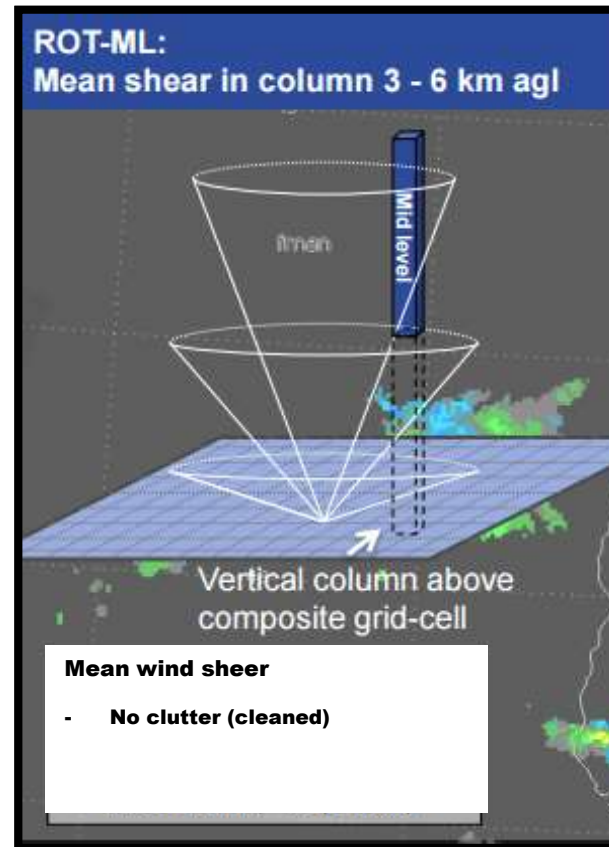 ROT-ML:
Mean shear in column 3 - 6 km agl
Mid level
Vertical column above
composite grid-cell
Mean wind sheer
- No clutter (cleaned)